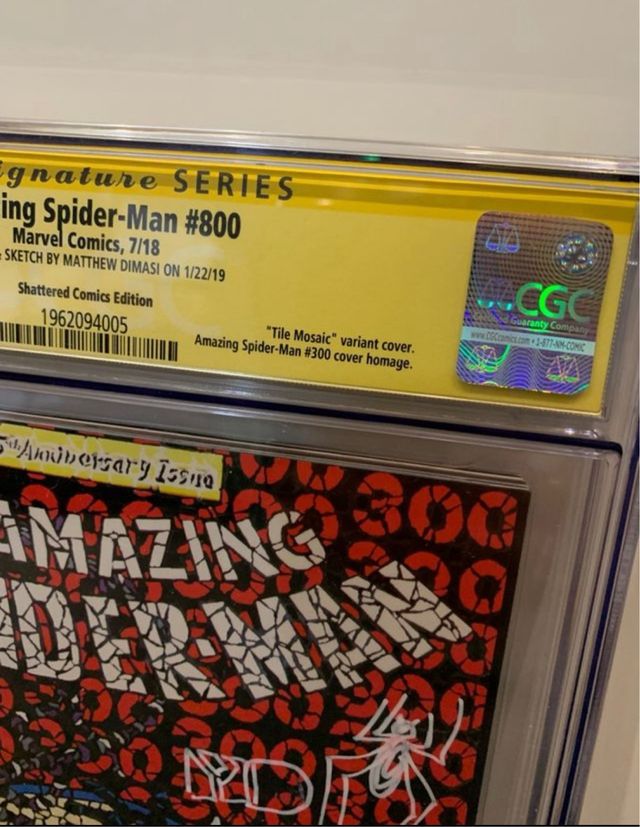 ignature SERIES
ing Spider-Man #800
Marvel Comics, 7/18
SKETCH BY MATTHEW DIMASI ON 1/22/19
Shattered Comics Edition
1962094005
"Tile Mosaic" variant cover.
Amazing Spider-Man #300 cover homage.
CGC
Guaranty Company
www.CGCcomics.com • 1-877-NM-COMIC
th Anniversary Issue
AMAZING
DER-MAN